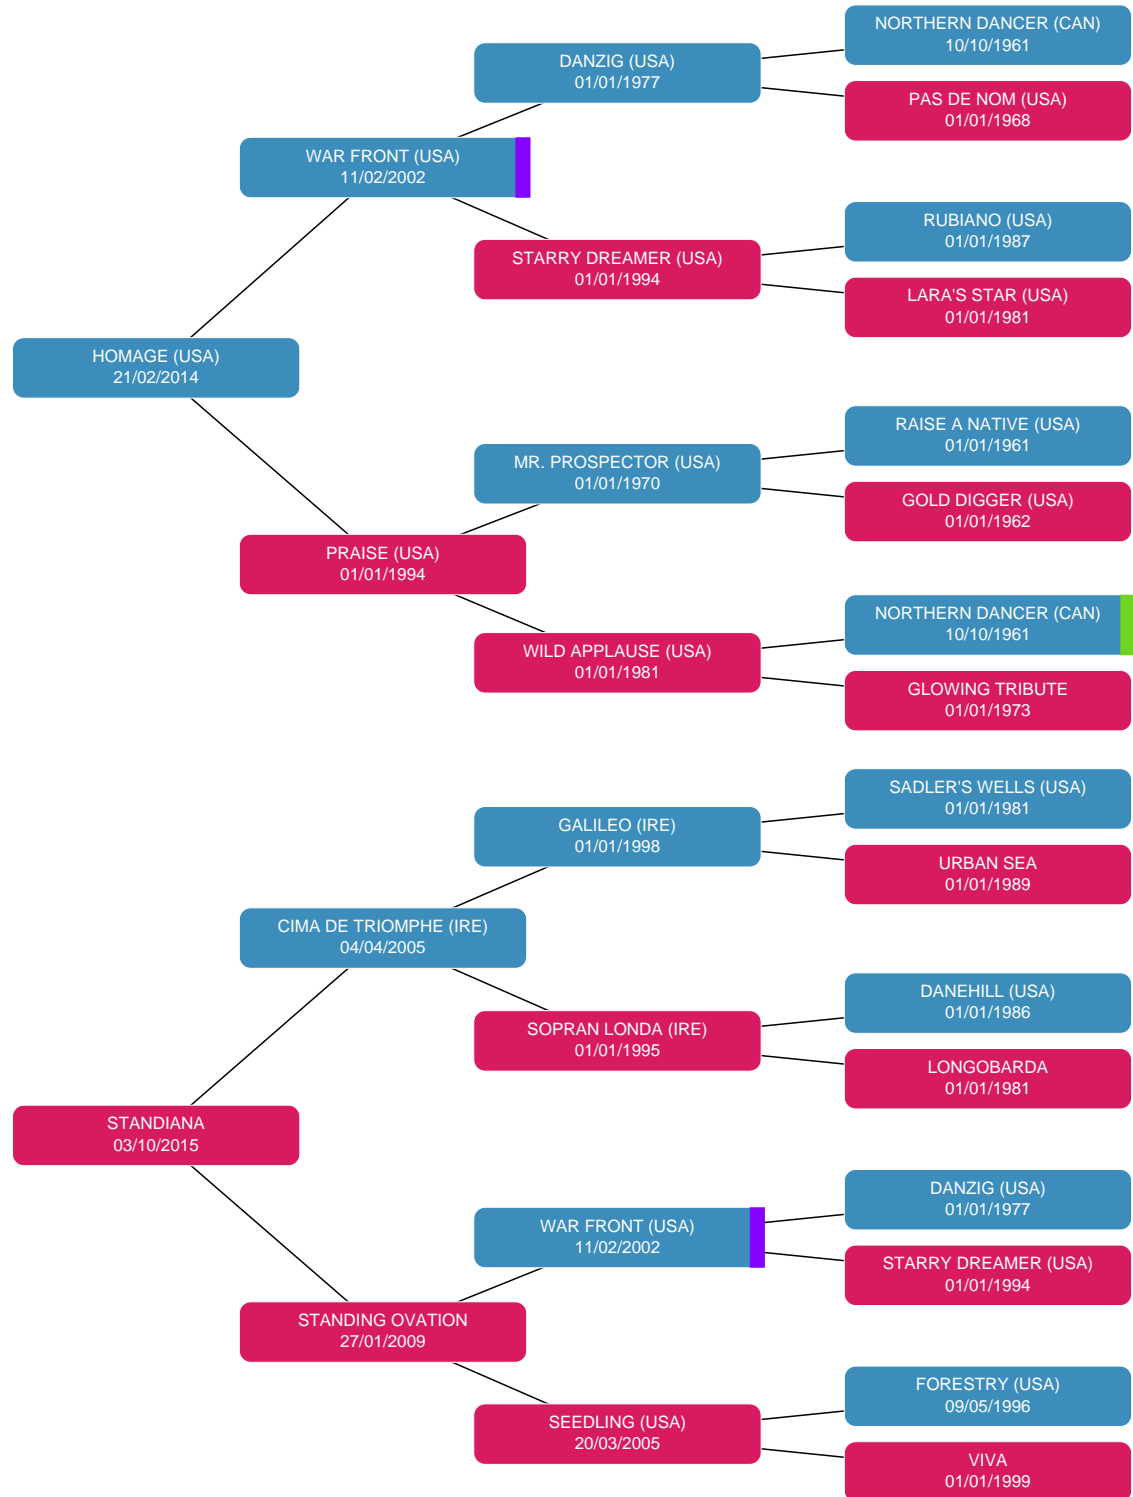 NORTHERN DANCER (CAN)
10/10/1961
DANZIG (USA)
01/01/1977
PAS DE NOM (USA)
01/01/1968
WAR FRONT (USA)
11/02/2002
RUBIANO (USA)
01/01/1987
STARRY DREAMER (USA)
01/01/1994
LARA'S STAR (USA)
01/01/1981
HOMAGE (USA)
21/02/2014
RAISE A NATIVE (USA)
01/01/1961
MR. PROSPECTOR (USA)
01/01/1970
GOLD DIGGER (USA)
01/01/1962
PRAISE (USA)
01/01/1994
NORTHERN DANCER (CAN)
10/10/1961
WILD APPLAUSE (USA)
01/01/1981
GLOWING TRIBUTE
01/01/1973
SADLER'S WELLS (USA)
01/01/1981
GALILEO (IRE)
01/01/1998
URBAN SEA
01/01/1989
CIMA DE TRIOMPHE (IRE)
04/04/2005
DANEHILL (USA)
01/01/1986
SOPRAN LONDA (IRE)
01/01/1995
LONGOBARDA
01/01/1981
STANDIANA
03/10/2015
DANZIG (USA)
01/01/1977
WAR FRONT (USA)
11/02/2002
STARRY DREAMER (USA)
01/01/1994
STANDING OVATION
27/01/2009
FORESTRY (USA)
09/05/1996
SEEDLING (USA)
20/03/2005
VIVA
01/01/1999